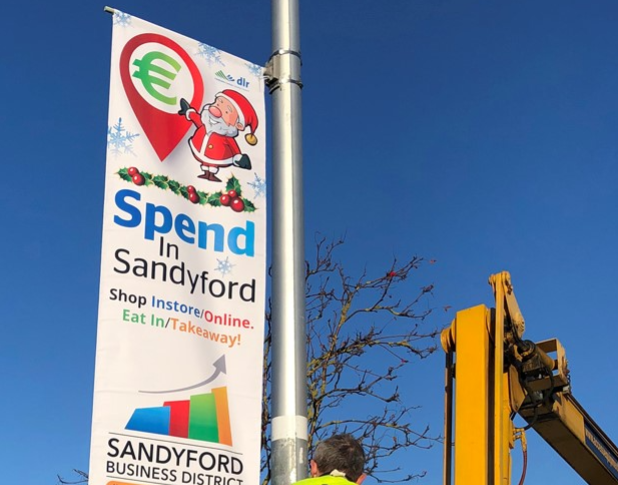 €
dlr
Spend
In
Sandyford
Shop Instore/Online.
Eat In/Takeaway!
SANDYFORD
BUSINESS DISTRICT